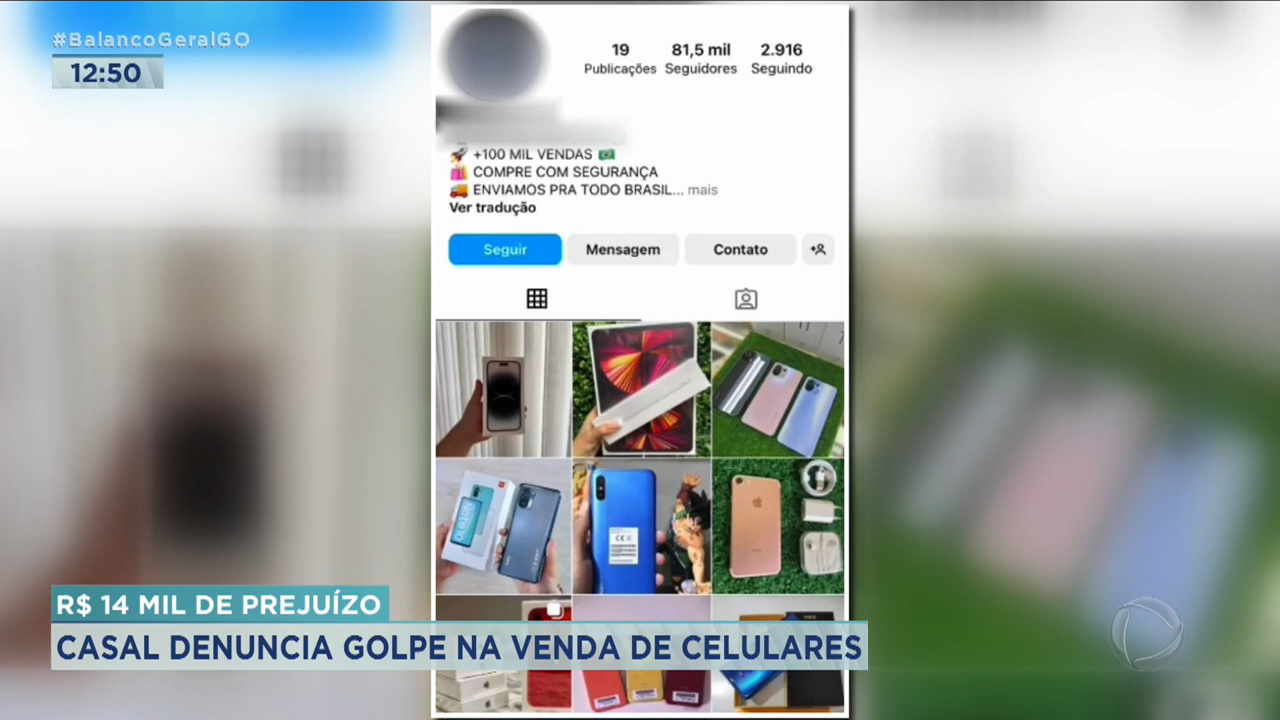 #BalancoGeralGO
12:50
19 81,5 mil 2.916
Publicações Seguidores Seguindo
+100 MIL VENDAS
COMPRE COM SEGURANÇA
ENVIAMOS PRA TODO BRASIL... mais
Ver tradução
Seguir Mensagem Contato
R$ 14 MIL DE PREJUÍZO
CASAL DENUNCIA GOLPE NA VENDA DE CELULARES